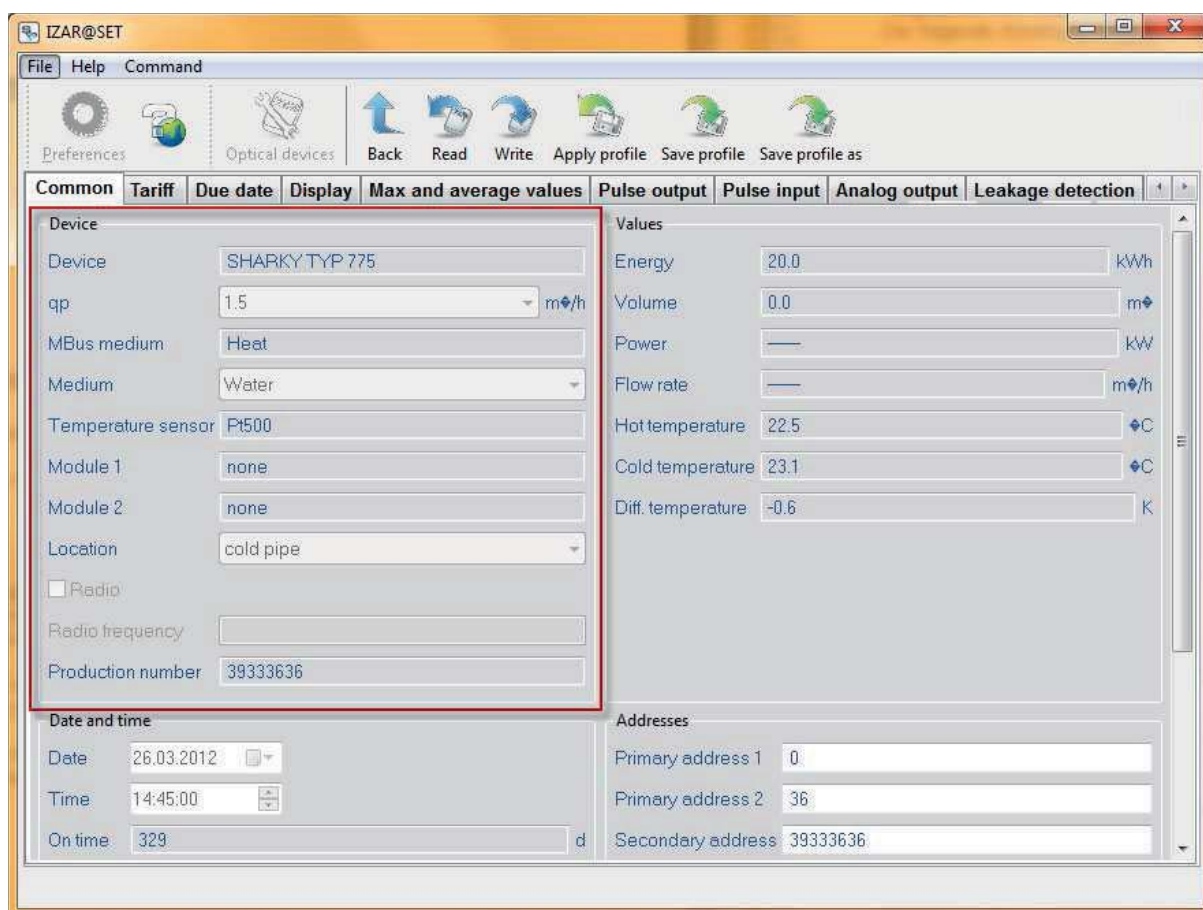 IZAR@SET
File Help Command
Preferences Optical devices Back Read Write Apply profile Save profile Save profile as
Common Tariff Due date Display Max and average values Pulse output Pulse input Analog output Leakage detection
Device
Device SHARKY TYP 775
qp 1.5 m�/h
MBus medium Heat
Medium Water
Temperature sensor Pt500
Module 1 none
Module 2 none
Location cold pipe
Radio
Radio frequency
Production number 39333636
Values
Energy 20.0 kWh
Volume 0.0 m�
Power —— kW
Flow rate —— m�/h
Hot temperature 22.5 �C
Cold temperature 23.1 �C
Diff. temperature -0.6 K
Date and time
Date 26.03.2012
Time 14:45:00
On time 329 d
Addresses
Primary address 1 0
Primary address 2 36
Secondary address 39333636